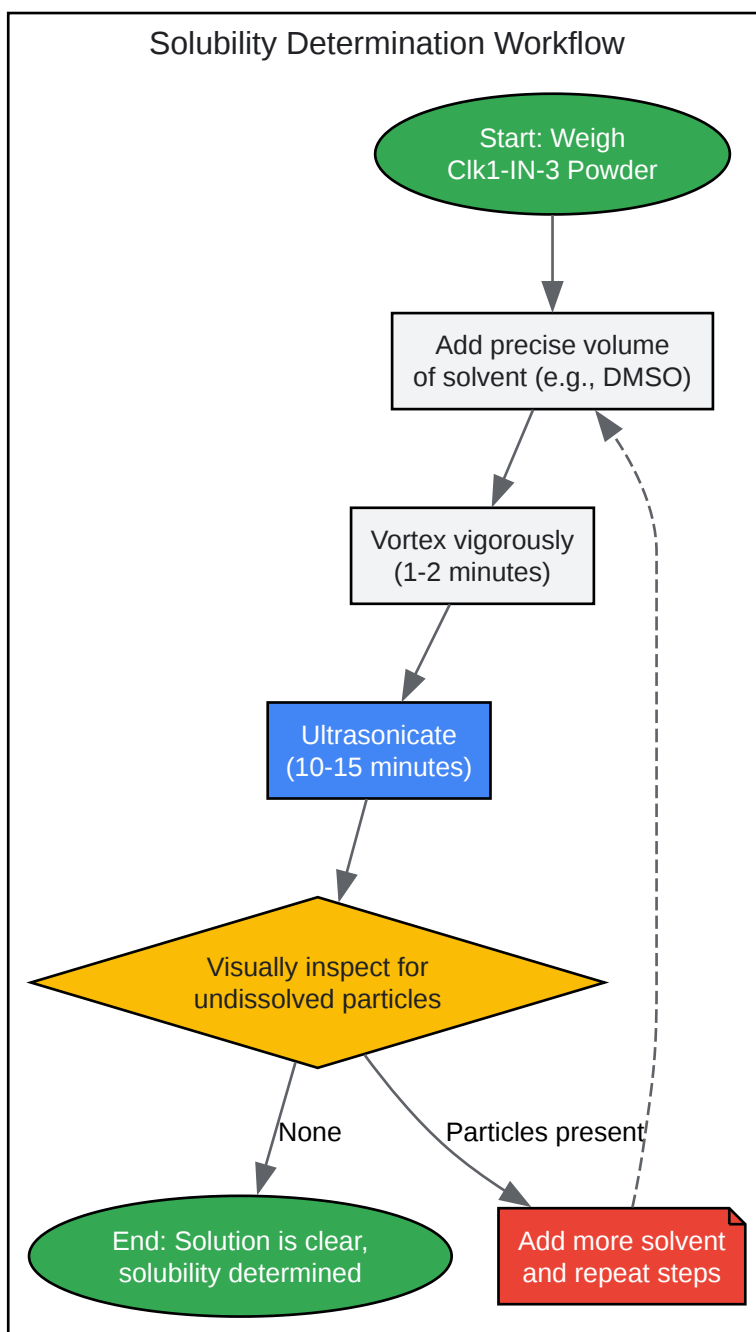 Solubility Determination Workflow
Start: Weigh
Clk1-IN-3 Powder
Add precise volume
of solvent (e.g., DMSO)
Vortex vigorously
(1-2 minutes)
Ultrasonicate
(10-15 minutes)
Visually inspect for
undissolved particles
None
Particles present
End: Solution is clear,
solubility determined
Add more solvent
and repeat steps